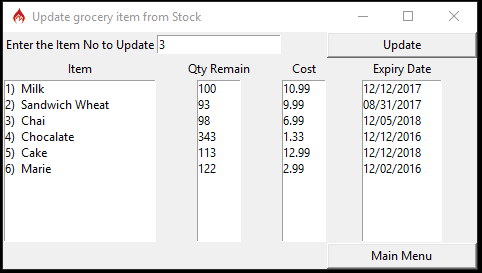 Update grocery item from Stock
Enter the Item No to Update 3 Update
Item Qty Remain Cost Expiry Date
1) Milk 100 10.99 12/12/2017
2) Sandwich Wheat 93 9.99 08/31/2017
3) Chai 98 6.99 12/05/2018
4) Chocalate 343 1.33 12/12/2016
5) Cake 113 12.99 12/12/2018
6) Marie 122 2.99 12/02/2016
Main Menu